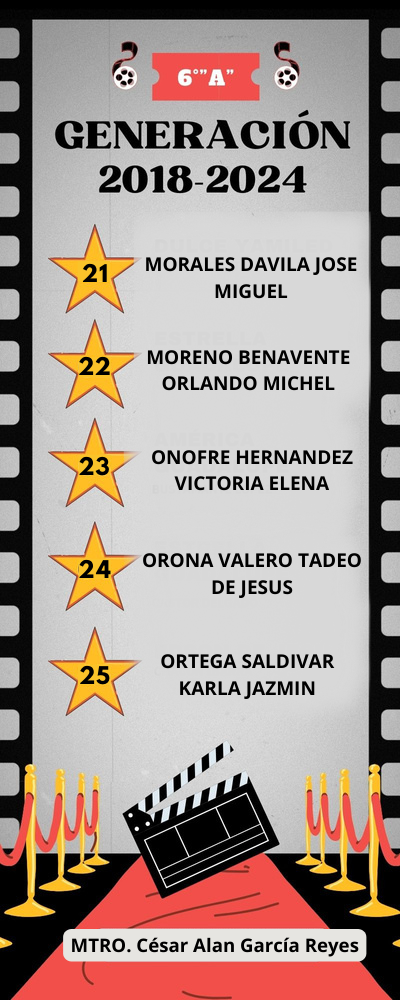 6°"A"
GENERACIÓN
2018-2024
21
MORALES DAVILA JOSE
MIGUEL
22
MORENO BENAVENTE
ORLANDO MICHEL
23
ONOFRE HERNANDEZ
VICTORIA ELENA
24
ORONA VALERO TADEO
DE JESUS
25
ORTEGA SALDIVAR
KARLA JAZMIN
MTRO. César Alan García Reyes